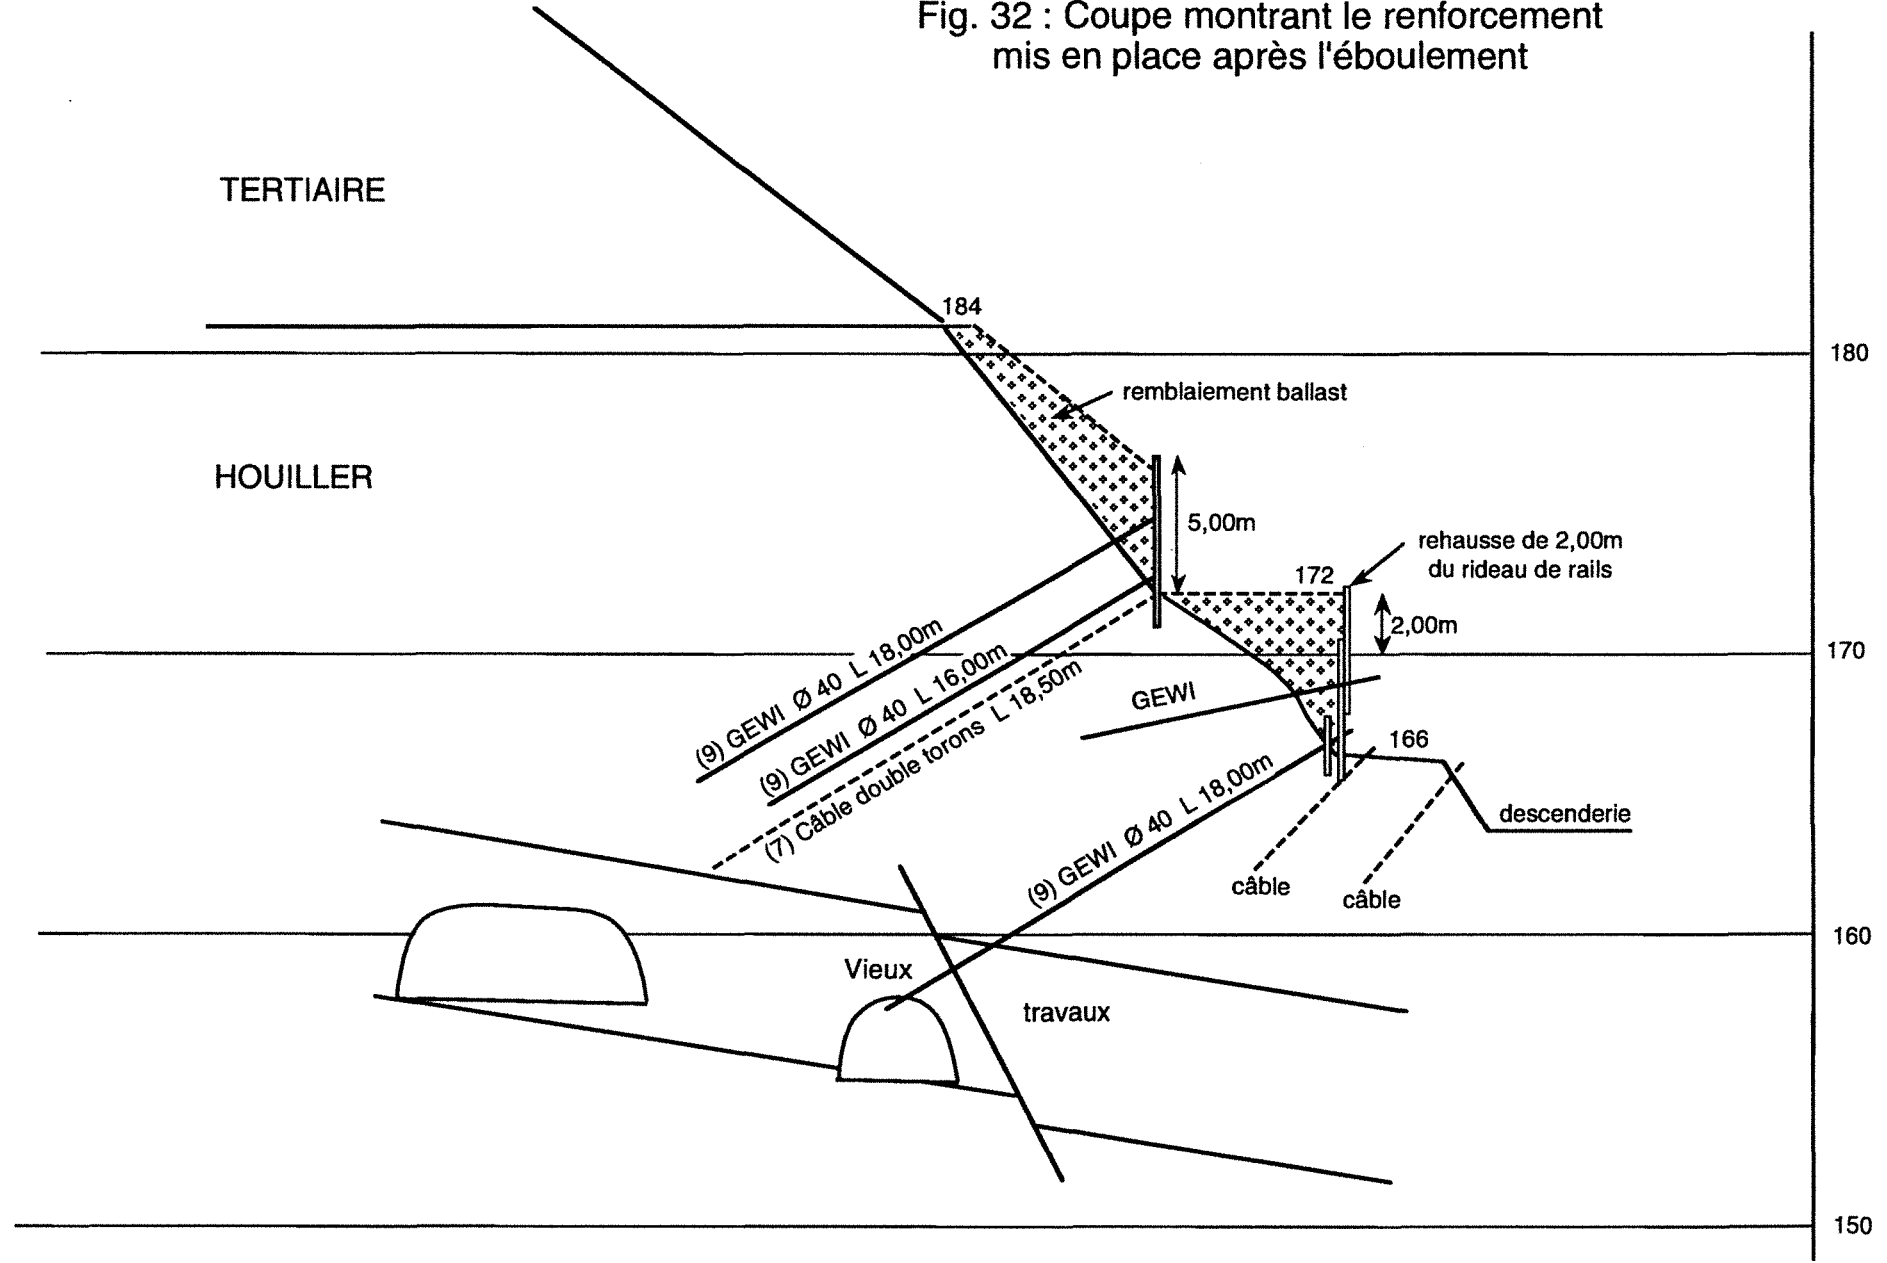 Fig. 32 : Coupe montrant le renforcement
mis en place après l'éboulement
TERTIAIRE
184
180
remblaiement ballast
HOUILLER
5,00m
rehausse de 2,00m
du rideau de rails
172
2,00m
170
(9) GEWI Ø 40 L 18,00m
(9) GEWI Ø 40 L 16,00m
(7) Câble double torons L 18,50m
GEWI
166
(9) GEWI Ø 40 L 18,00m
descenderie
câble
câble
160
Vieux
travaux
150